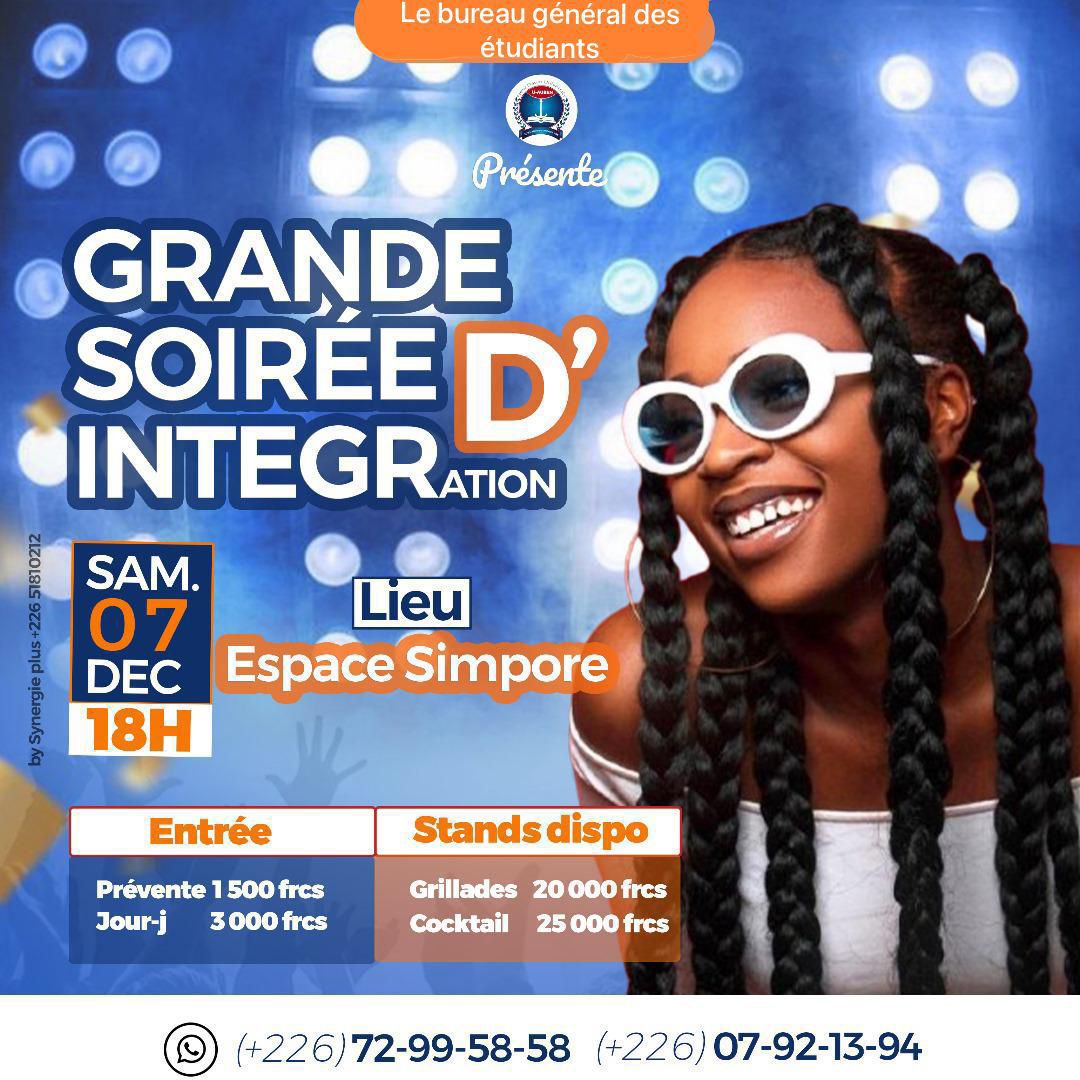 Le bureau général des
étudiants
U-AUBEN
Présente
GRANDE
SOIRÉE D'
INTEGRATION
SAM.
07
DEC
18H
Lieu
Espace Simpore
by Synergie plus +226 51810212
Entrée
Prévente 1 500 frcs
Jour-j 3 000 frcs
Stands dispo
Grillades 20 000 frcs
Cocktail 25 000 frcs
(+226) 72-99-58-58 (+226) 07-92-13-94